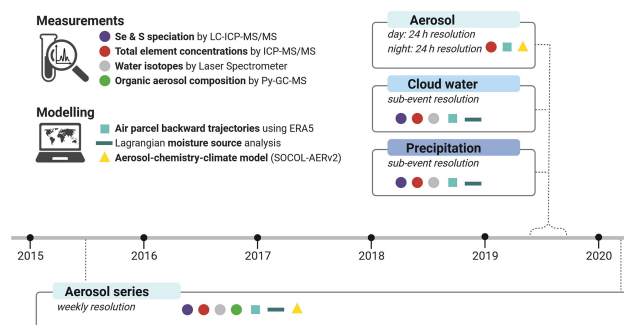 Measurements
Se & S speciation by LC-ICP-MS/MS
Total element concentrations by ICP-MS/MS
Water isotopes by Laser Spectrometer
Organic aerosol composition by Py-GC-MS
Modelling
Air parcel backward trajectories using ERA5
Lagrangian moisture source analysis
Aerosol-chemistry-climate model (SOCOL-AERv2)
Aerosol
day: 24 h resolution
night: 24 h resolution
Cloud water
sub-event resolution
Precipitation
sub-event resolution
2015 2016 2017 2018 2019 2020
Aerosol series
weekly resolution